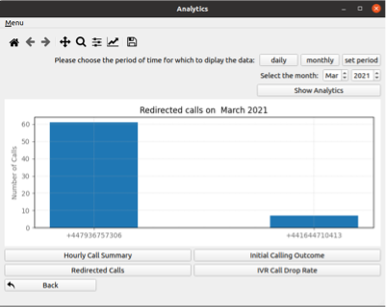 Analytics
Menu
Please choose the period of time for which to diplay the data: daily monthly set period
Select the month: Mar 2021
Show Analytics
Redirected calls on March 2021
Number of Calls
60
50
40
30
20
10
0
+447936757306 +441644710413
Hourly Call Summary Initial Calling Outcome
Redirected Calls IVR Call Drop Rate
Back